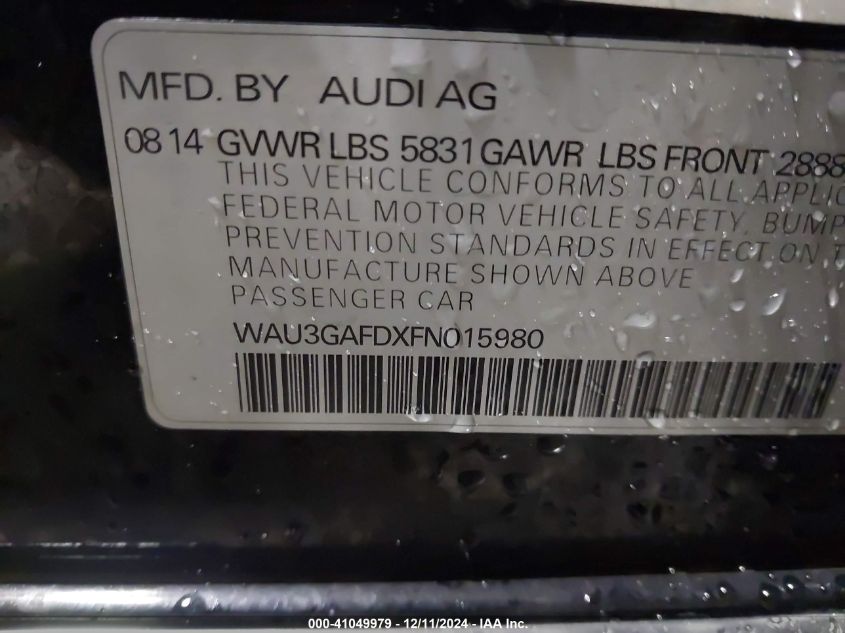 MFD. BY AUDI AG
08 14 GVWR LBS 5831 GAWR LBS FRONT 2888
THIS VEHICLE CONFORMS TO ALL APPLIC
FEDERAL MOTOR VEHICLE SAFETY, BUMP
PREVENTION STANDARDS IN EFFECT ON T
MANUFACTURE SHOWN ABOVE
PASSENGER CAR
WAU3GAFDXFN015980
000-41049979 - 12/11/2024 - IAA Inc.